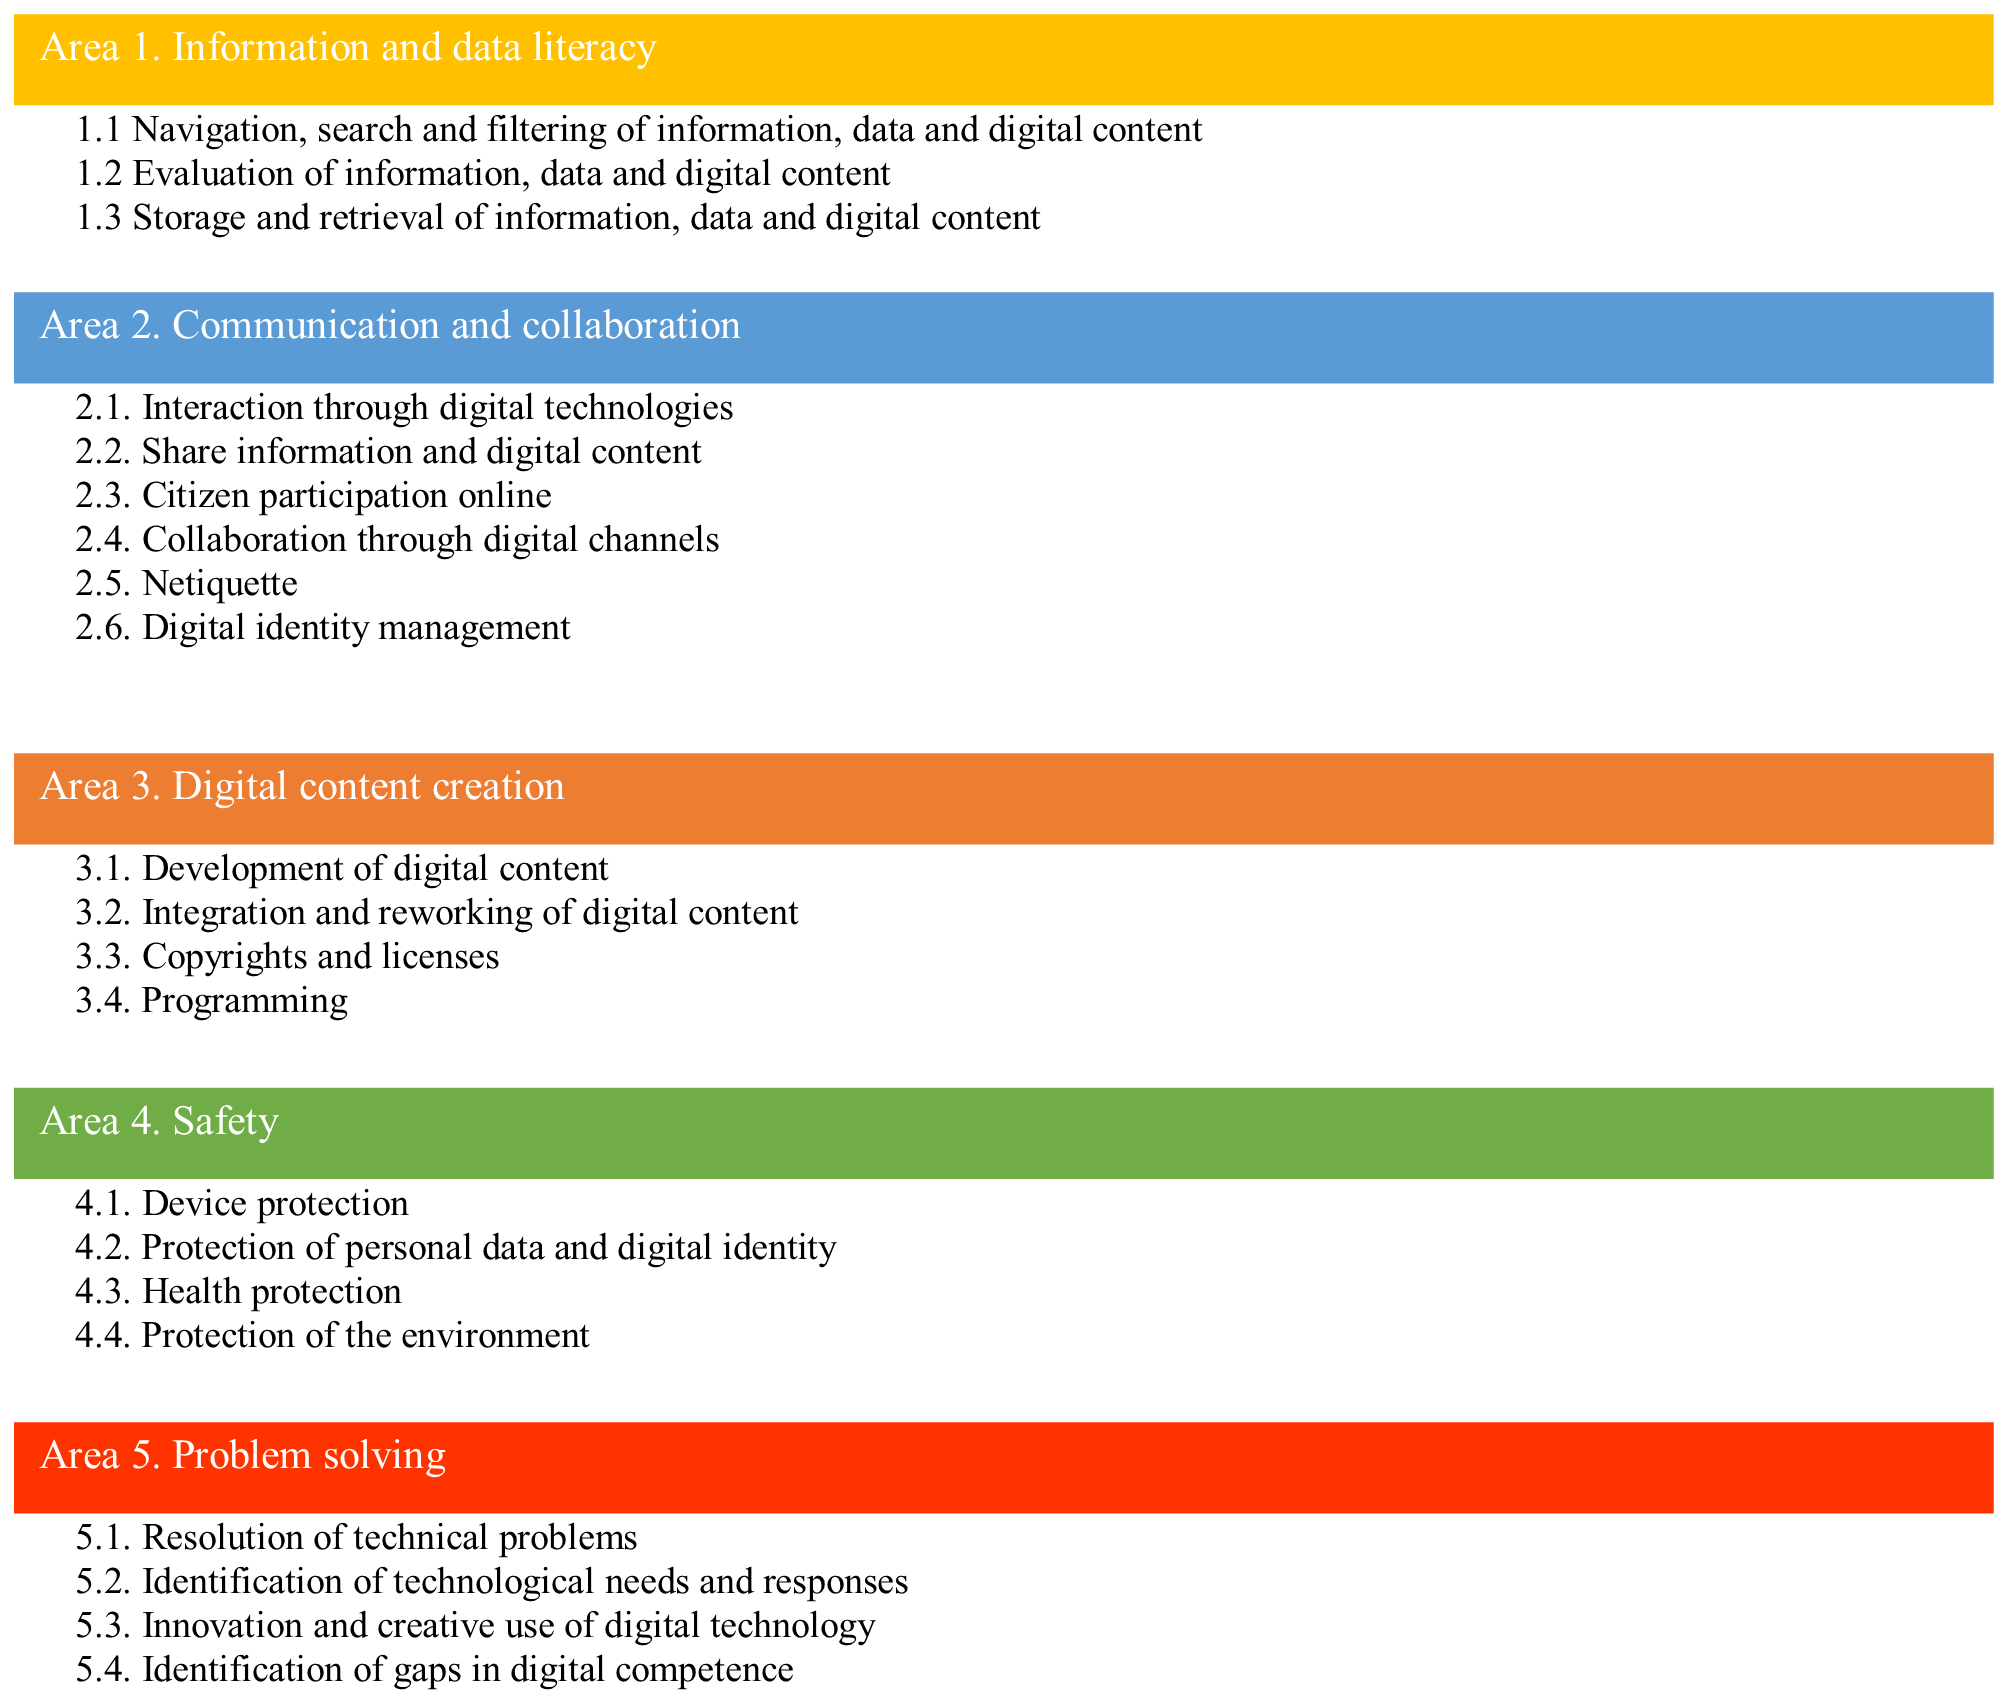 Area 1. Information and data literacy
1.1 Navigation, search and filtering of information, data and digital content
1.2 Evaluation of information, data and digital content
1.3 Storage and retrieval of information, data and digital content
Area 2. Communication and collaboration
2.1. Interaction through digital technologies
2.2. Share information and digital content
2.3. Citizen participation online
2.4. Collaboration through digital channels
2.5. Netiquette
2.6. Digital identity management
Area 3. Digital content creation
3.1. Development of digital content
3.2. Integration and reworking of digital content
3.3. Copyrights and licenses
3.4. Programming
Area 4. Safety
4.1. Device protection
4.2. Protection of personal data and digital identity
4.3. Health protection
4.4. Protection of the environment
Area 5. Problem solving
5.1. Resolution of technical problems
5.2. Identification of technological needs and responses
5.3. Innovation and creative use of digital technology
5.4. Identification of gaps in digital competence